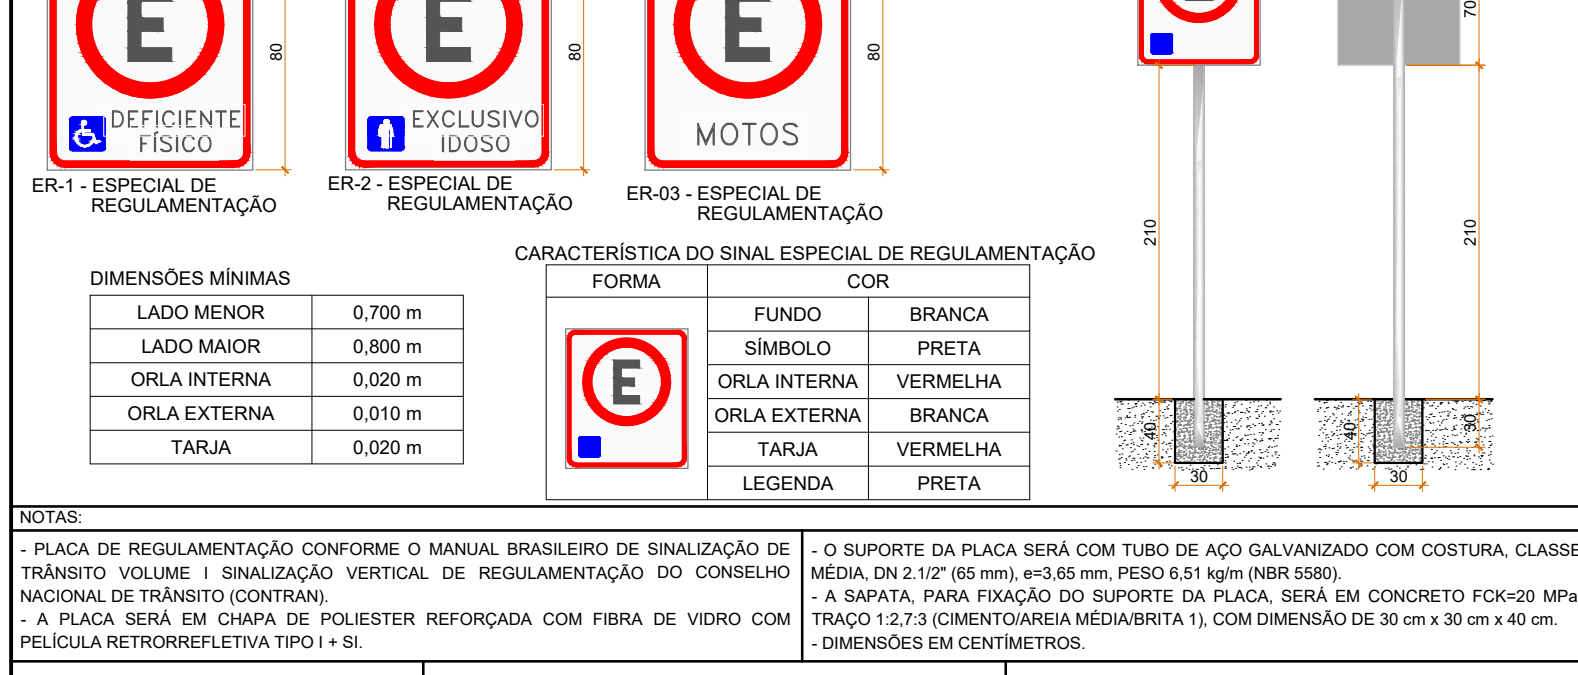 E
E
E
E
80
80
80
70
DEFICIENTE
FÍSICO
EXCLUSIVO
IDOSO
MOTOS
ER-1 - ESPECIAL DE
REGULAMENTAÇÃO
ER-2 - ESPECIAL DE
REGULAMENTAÇÃO
ER-03 - ESPECIAL DE
REGULAMENTAÇÃO
210
210
DIMENSÕES MÍNIMAS
LADO MENOR 0,700 m
LADO MAIOR 0,800 m
ORLA INTERNA 0,020 m
ORLA EXTERNA 0,010 m
TARJA 0,020 m
CARACTERÍSTICA DO SINAL ESPECIAL DE REGULAMENTAÇÃO
FORMA COR
E
FUNDO BRANCA
SÍMBOLO PRETA
ORLA INTERNA VERMELHA
ORLA EXTERNA BRANCA
TARJA VERMELHA
LEGENDA PRETA
40
40
30
30
30
NOTAS:
- PLACA DE REGULAMENTAÇÃO CONFORME O MANUAL BRASILEIRO DE SINALIZAÇÃO DE
TRÂNSITO VOLUME I SINALIZAÇÃO VERTICAL DE REGULAMENTAÇÃO DO CONSELHO
NACIONAL DE TRÂNSITO (CONTRAN).
- A PLACA SERÁ EM CHAPA DE POLIESTER REFORÇADA COM FIBRA DE VIDRO COM
PELÍCULA RETRORREFLETIVA TIPO I + SI.
- O SUPORTE DA PLACA SERÁ COM TUBO DE AÇO GALVANIZADO COM COSTURA, CLASSE
MÉDIA, DN 2.1/2" (65 mm), e=3,65 mm, PESO 6,51 kg/m (NBR 5580).
- A SAPATA, PARA FIXAÇÃO DO SUPORTE DA PLACA, SERÁ EM CONCRETO FCK=20 MPa
TRAÇO 1:2,7:3 (CIMENTO/AREIA MÉDIA/BRITA 1), COM DIMENSÃO DE 30 cm x 30 cm x 40 cm.
- DIMENSÕES EM CENTÍMETROS.